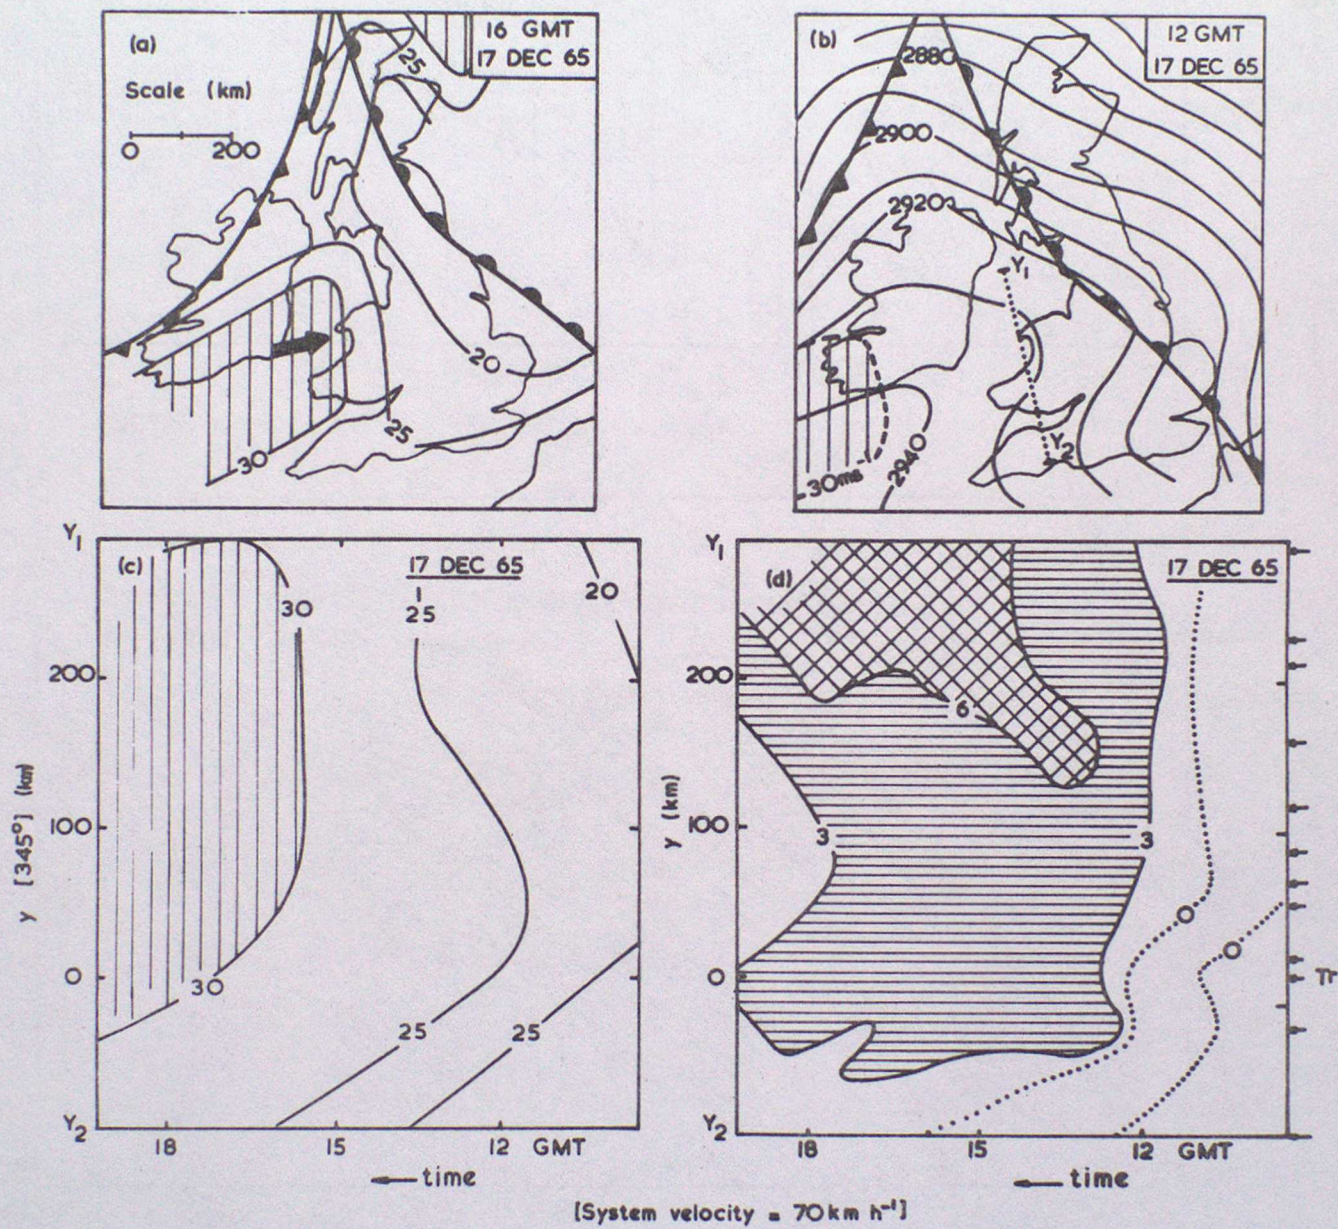 (a)
16 GMT
17 DEC 65
Scale (km)
0 200
25
20
25
30
(b)
12 GMT
17 DEC 65
2880
2900
2920
Y1
Y2
30ms
2940
Y1
(c)
17 DEC 65
30
25
20
200
100
0
30
25
25
Y2
y [345°] (km)
18 15 12 GMT
← time
Y1
(d)
17 DEC 65
200
6
100
3
3
0
Y2
y (km)
18 15 12 GMT
← time
[System velocity = 70 km h⁻¹]